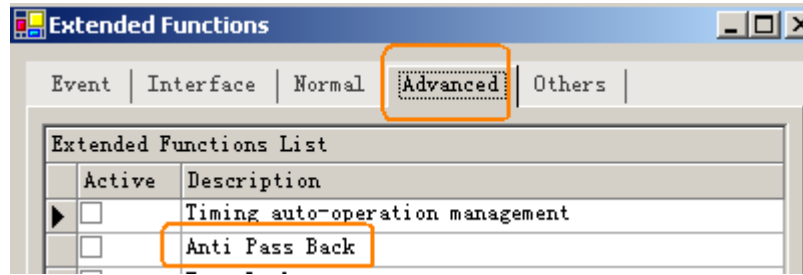 Extended Functions
Event | Interface | Normal | Advanced | Others |
Extended Functions List
Active Description
Timing auto-operation management
Anti Pass Back